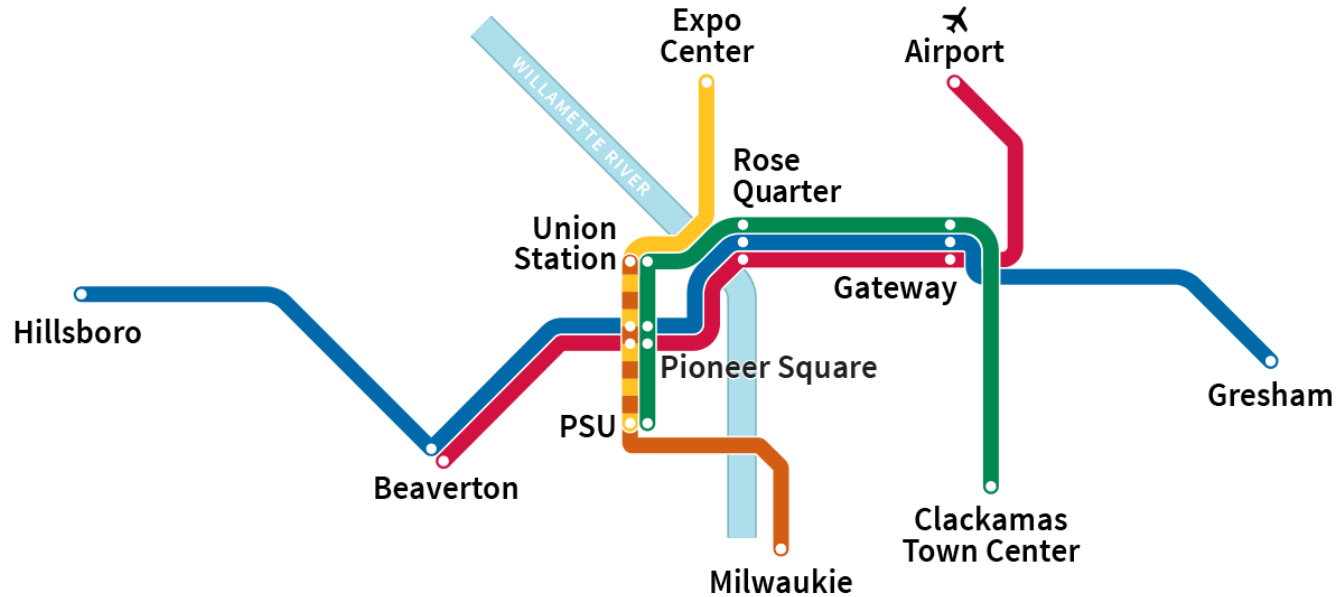 Expo
Center
Airport
WILLAMETTE RIVER
Rose
Quarter
Union
Station
Gateway
Hillsboro
Pioneer Square
Gresham
PSU
Beaverton
Clackamas
Town Center
Milwaukie